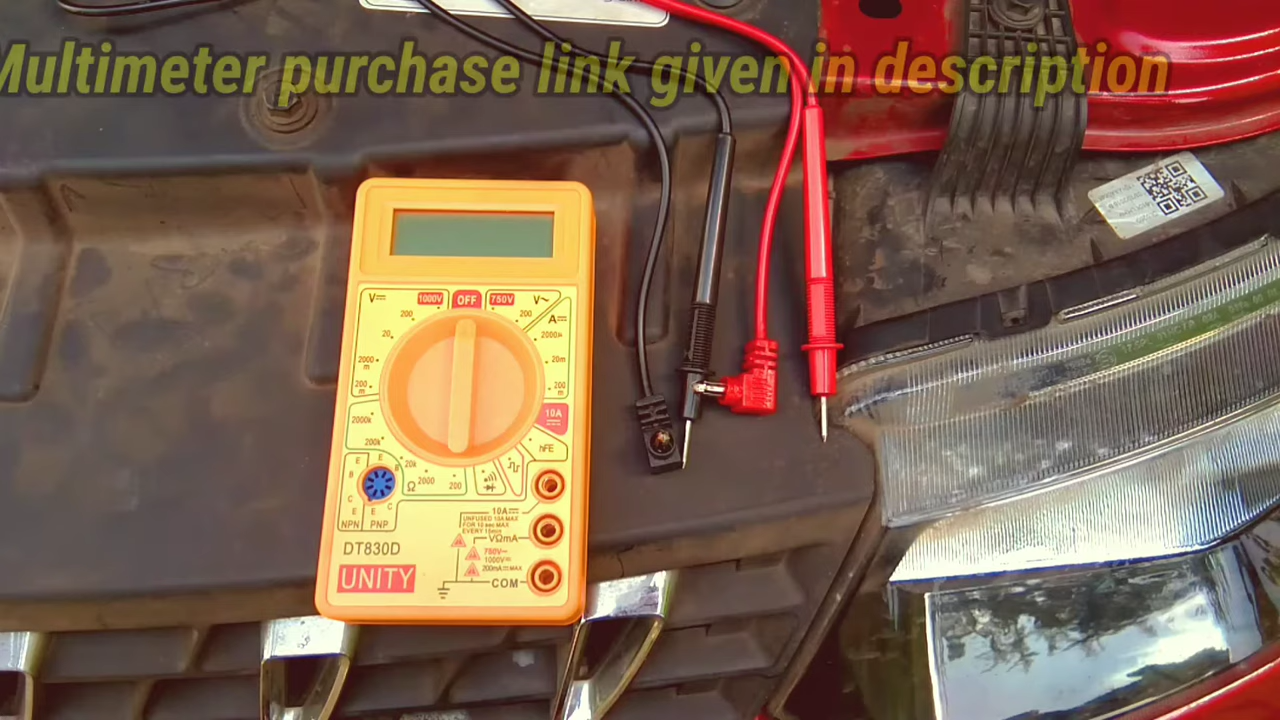 Multimeter purchase link given in description
V⎓ 1000V OFF 750V V~
200 200 A⎓
20 2000µ
2000m 20m
200m 200m
2000k 10A
200k hFE
20k
Ω 2000 200
E E
B B
C C
E E
NPN PNP
10A⎓
UNFUSED 10A MAX
FOR 10 sec MAX
EVERY 15min
VΩmA
750V~
1000V⎓
200mA⎓MAX
COM
DT830D
UNITY